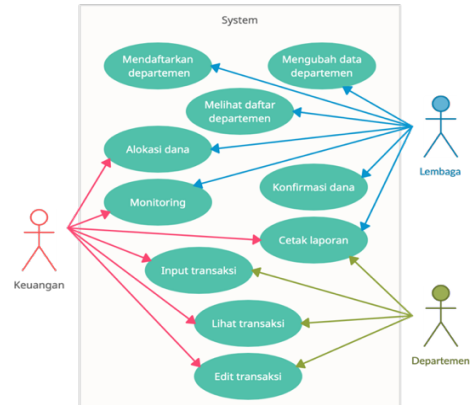 System
Mendaftarkan
departemen
Mengubah data
departemen
Melihat daftar
departemen
Alokasi dana
Lembaga
Konfirmasi dana
Monitoring
Cetak laporan
Keuangan
Input transaksi
Lihat transaksi
Departemen
Edit transaksi